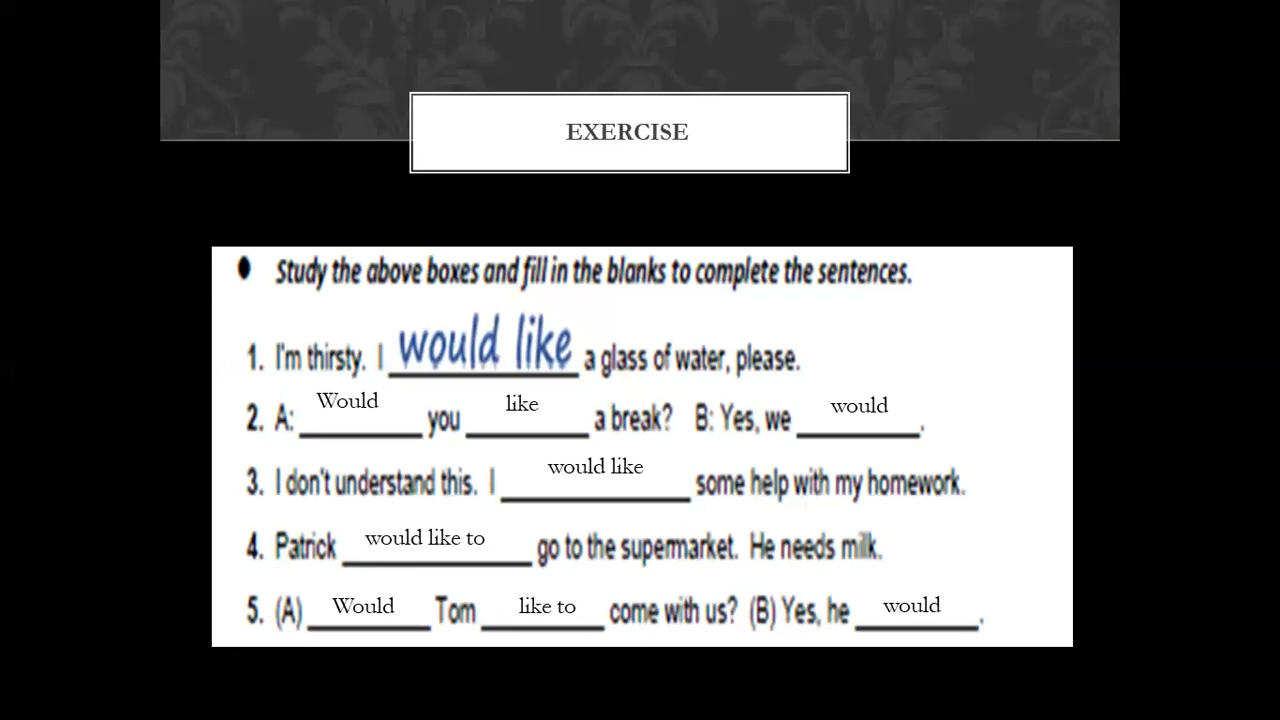 EXERCISE
● Study the above boxes and fill in the blanks to complete the sentences.
1. I'm thirsty. I would like a glass of water, please.
2. A: Would you like a break? B: Yes, we would.
3. I don't understand this. I would like some help with my homework.
4. Patrick would like to go to the supermarket. He needs milk.
5. (A) Would Tom like to come with us? (B) Yes, he would.